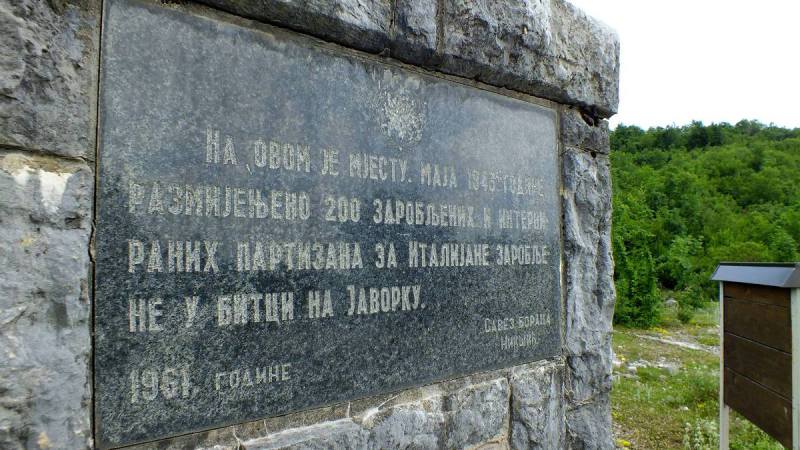 На овом је мјесту, маја 1943. године
размијењено 200 заробљених и интерни
раних партизана за Италијане заробље
не у битци на Јаворку.
Савез бораца
Никшић
1961. године